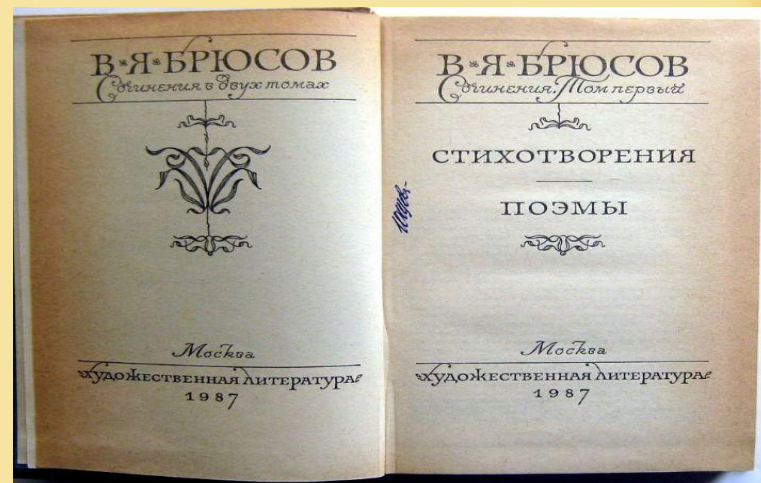 В*Я*БРЮСОВ
Сочинения в двух томах
Москва
ХУДОЖЕСТВЕННАЯ ЛИТЕРАТУРА
1987
В*Я*БРЮСОВ
Сочинения. Том первый
СТИХОТВОРЕНИЯ
ПОЭМЫ
Москва
ХУДОЖЕСТВЕННАЯ ЛИТЕРАТУРА
1987